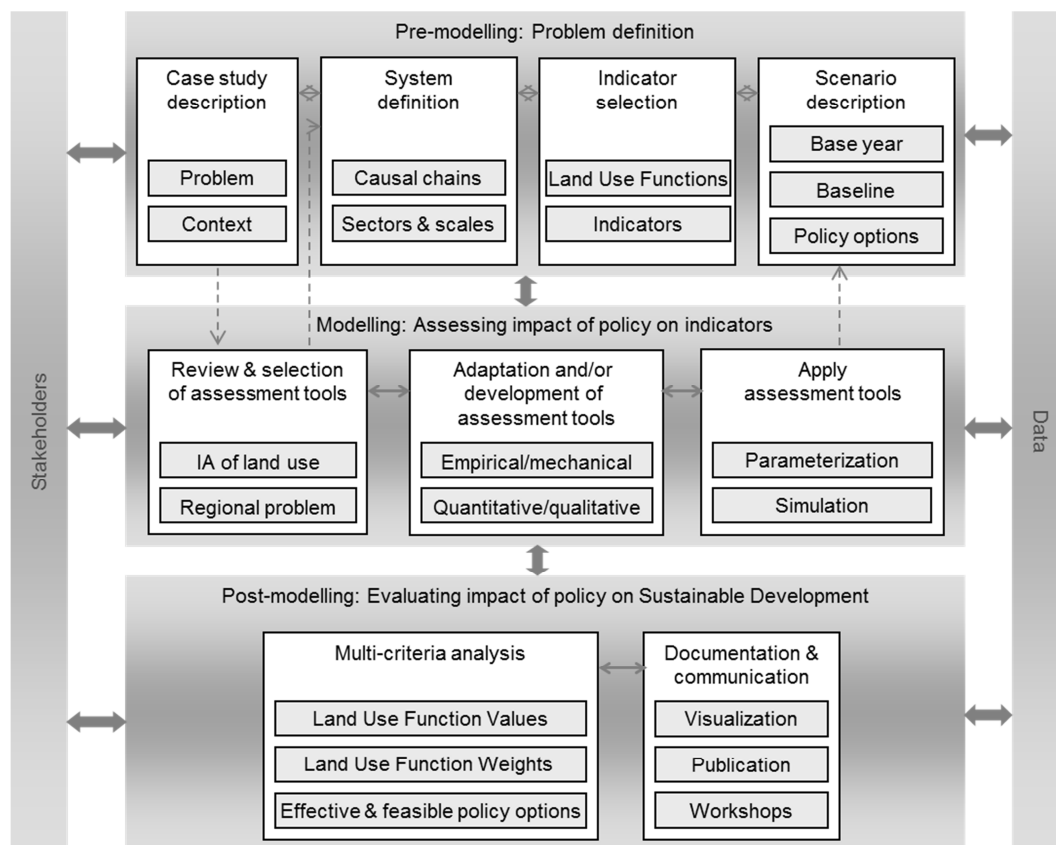 Stakeholders
Pre-modelling: Problem definition
Case study
description
Problem
Context
System
definition
Causal chains
Sectors & scales
Indicator
selection
Land Use Functions
Indicators
Scenario
description
Base year
Baseline
Policy options
Modelling: Assessing impact of policy on indicators
Review & selection
of assessment tools
IA of land use
Regional problem
Adaptation and/or
development of
assessment tools
Empirical/mechanical
Quantitative/qualitative
Apply
assessment tools
Parameterization
Simulation
Post-modelling: Evaluating impact of policy on Sustainable Development
Multi-criteria analysis
Land Use Function Values
Land Use Function Weights
Effective & feasible policy options
Documentation &
communication
Visualization
Publication
Workshops
Data